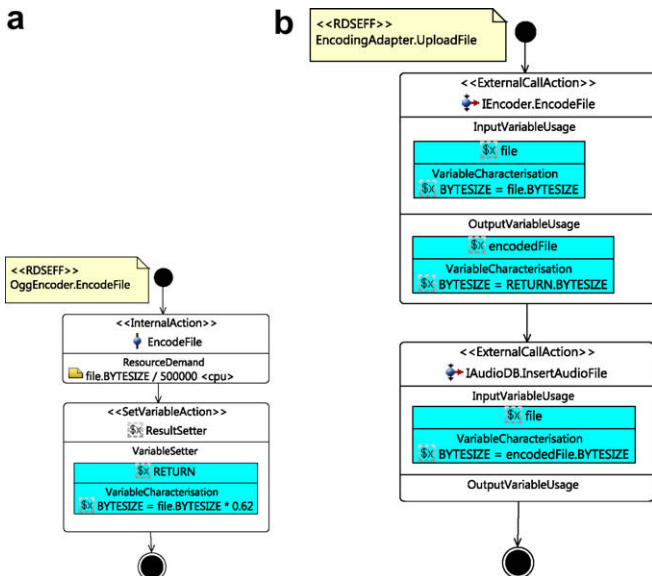 a
<<RDSEFF>>
OggEncoder.EncodeFile
<<InternalAction>>
EncodeFile
ResourceDemand
file.BYTESIZE / 500000 <cpu>
<<SetVariableAction>>
$x ResultSetter
VariableSetter
$x RETURN
VariableCharacterisation
$x BYTESIZE = file.BYTESIZE * 0.62
b
<<RDSEFF>>
EncodingAdapter.UploadFile
<<ExternalCallAction>>
IEncoder.EncodeFile
InputVariableUsage
$x file
VariableCharacterisation
$x BYTESIZE = file.BYTESIZE
OutputVariableUsage
$x encodedFile
VariableCharacterisation
$x BYTESIZE = RETURN.BYTESIZE
<<ExternalCallAction>>
IAudioDB.InsertAudioFile
InputVariableUsage
$x file
VariableCharacterisation
$x BYTESIZE = encodedFile.BYTESIZE
OutputVariableUsage